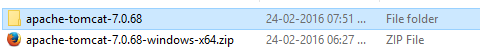 apache-tomcat-7.0.68 24-02-2016 07:51 ... File folder
apache-tomcat-7.0.68-windows-x64.zip 24-02-2016 06:27 ... ZIP File